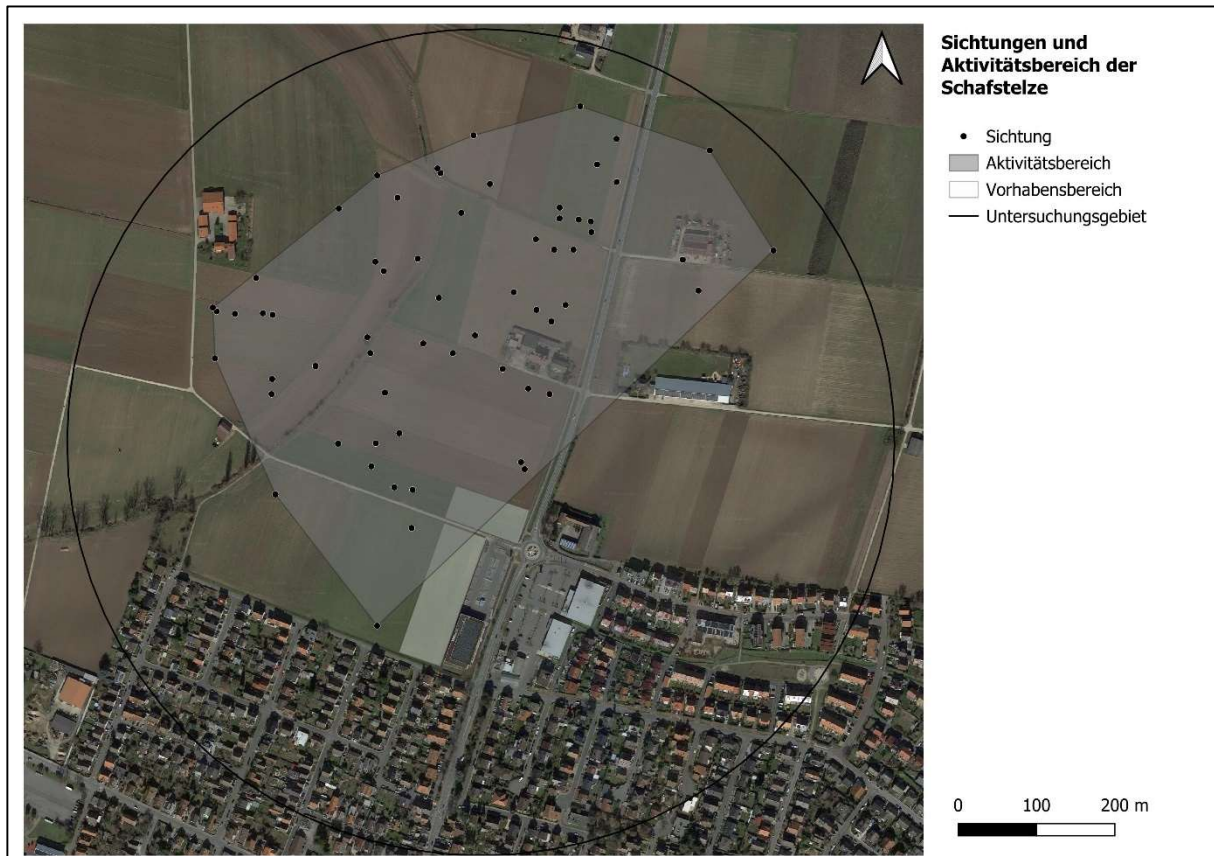 Sichtungen und
Aktivitätsbereich der
Schafstelze
Sichtung
Aktivitätsbereich
Vorhabensbereich
Untersuchungsgebiet
0 100 200 m